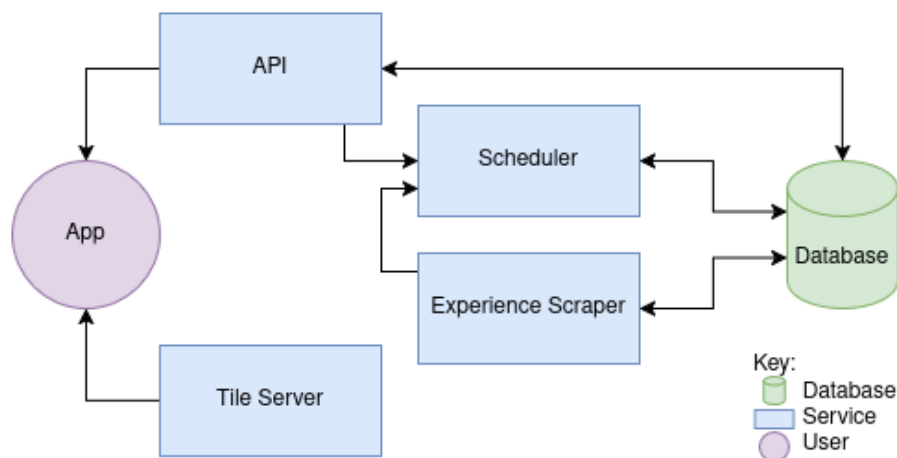 API
Scheduler
App
Database
Experience Scraper
Tile Server
Key:
Database
Service
User